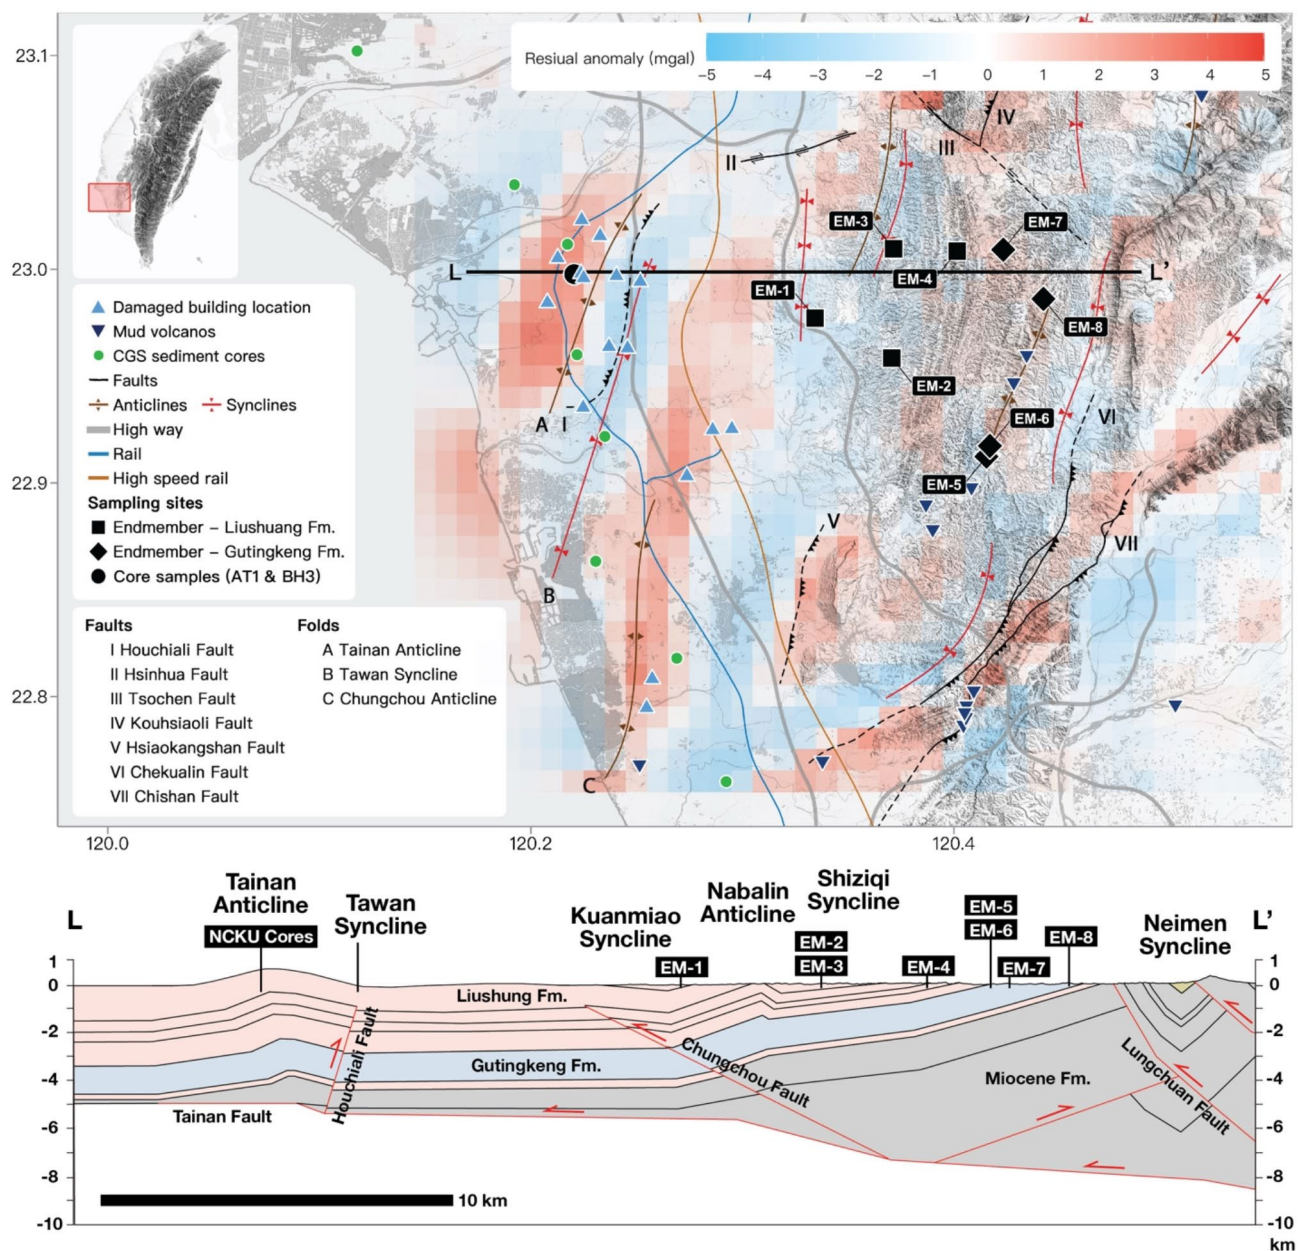 Resiual anomaly (mgal)
-5 -4 -3 -2 -1 0 1 2 3 4 5
23.1
23.0
22.9
22.8
120.0 120.2 120.4
IV
III
II
EM-3
EM-7
EM-4
L L’
EM-1
EM-8
EM-2
EM-6
VI
A I
EM-5
V
VII
B
C
Damaged building location
Mud volcanos
CGS sediment cores
Faults
Anticlines Synclines
High way
Rail
High speed rail
Sampling sites
Endmember – Liushuang Fm.
Endmember – Gutingkeng Fm.
Core samples (AT1 & BH3)
Faults
I Houchiali Fault
II Hsinhua Fault
III Tsochen Fault
IV Kouhsiaoli Fault
V Hsiaokangshan Fault
VI Chekualin Fault
VII Chishan Fault
Folds
A Tainan Anticline
B Tawan Syncline
C Chungchou Anticline
L
Tainan
Anticline
NCKU Cores
Tawan
Syncline
Kuanmiao
Syncline
EM-1
Nabalin
Anticline
Shiziqi
Syncline
EM-2
EM-3
EM-4
EM-5
EM-6
EM-7
EM-8
Neimen
Syncline
L’
1
0
-2
-4
-6
-8
-10
Liushung Fm.
Gutingkeng Fm.
Miocene Fm.
Houchiali Fault
Chungchou Fault
Lungchuan Fault
Tainan Fault
10 km
1
0
-2
-4
-6
-8
-10
km